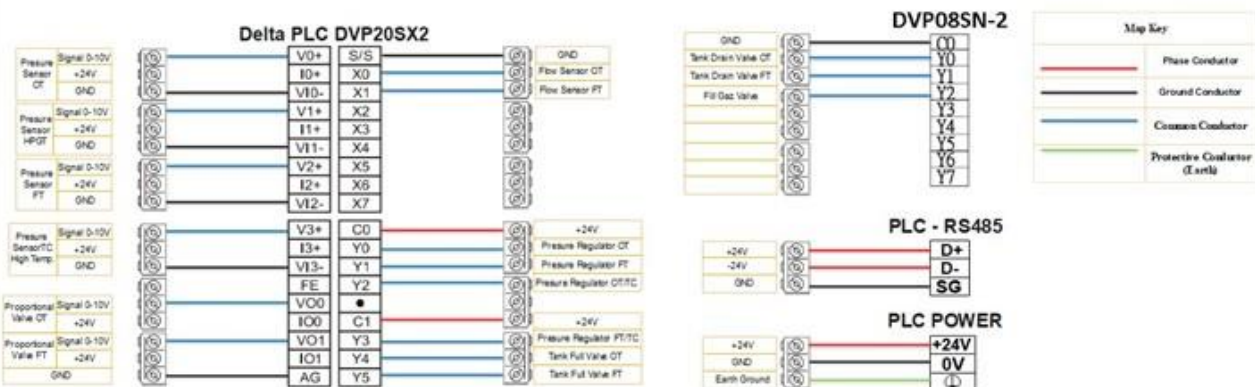 Delta PLC DVP20SX2
Presure Sensor OT
Signal 0-10V
+24V
GND
Presure Sensor HPGT
Signal 0-10V
+24V
GND
Presure Sensor FT
Signal 0-10V
+24V
GND
Presure SensorTC High Temp.
Signal 0-10V
+24V
GND
Proportional Valve OT
Signal 0-10V
+24V
Proportional Valve FT
Signal 0-10V
+24V
GND
V0+ S/S
I0+ X0
VI0- X1
V1+ X2
I1+ X3
VI1- X4
V2+ X5
I2+ X6
VI2- X7
V3+ C0
I3+ Y0
VI3- Y1
FE Y2
VO0 ●
IO0 C1
VO1 Y3
IO1 Y4
AG Y5
GND
Flow Sensor OT
Flow Sensor FT
+24V
Presure Regulator OT
Presure Regulator FT
Presure Regulator OT/TC
+24V
Presure Regulator FT/TC
Tank Full Valve OT
Tank Full Valve FT
DVP08SN-2
GND
Tank Drain Valve OT
Tank Drain Valve FT
Fill Gaz Valve
C0
Y0
Y1
Y2
Y3
Y4
Y5
Y6
Y7
PLC - RS485
+24V D+
-24V D-
GND SG
PLC POWER
+24V +24V
GND 0V
Earth Ground
Map Key
Phase Conductor
Ground Conductor
Common Conductor
Protective Conductor
(Earth)